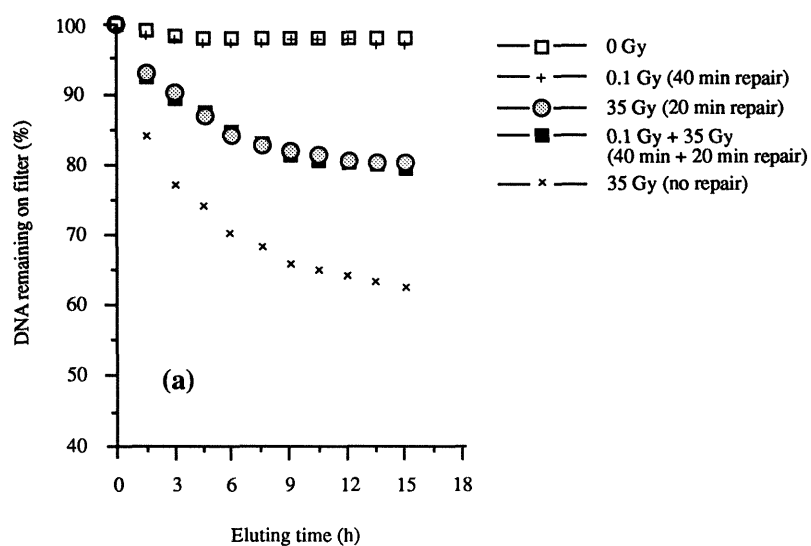 100
90
80
70
60
50
40
DNA remaining on filter (%)
(a)
0 3 6 9 12 15 18
Eluting time (h)
0 Gy
0.1 Gy (40 min repair)
35 Gy (20 min repair)
0.1 Gy + 35 Gy
(40 min + 20 min repair)
35 Gy (no repair)